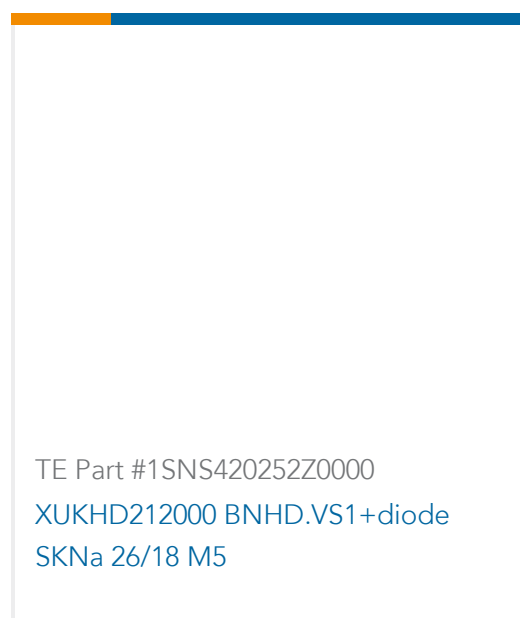 TE Part #1SNS420252Z0000
XUKHD212000 BNHD.VS1+diode
SKNa 26/18 M5